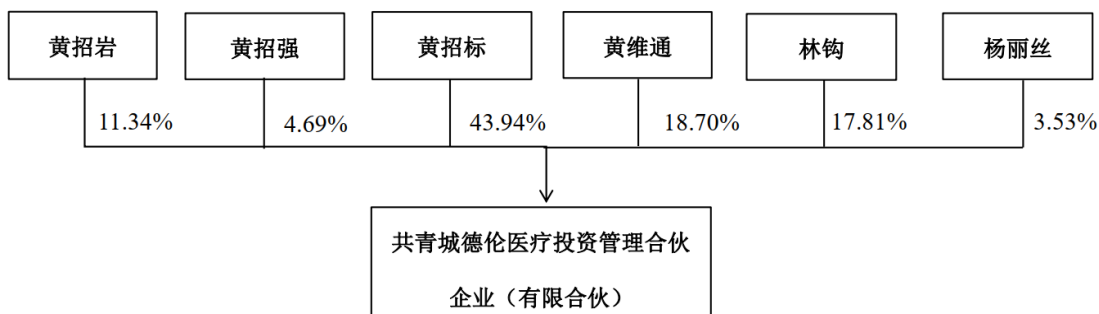 黄招岩
黄招强
黄招标
黄维通
林钩
杨丽丝
11.34%
4.69%
43.94%
18.70%
17.81%
3.53%
共青城德伦医疗投资管理合伙
企业（有限合伙）